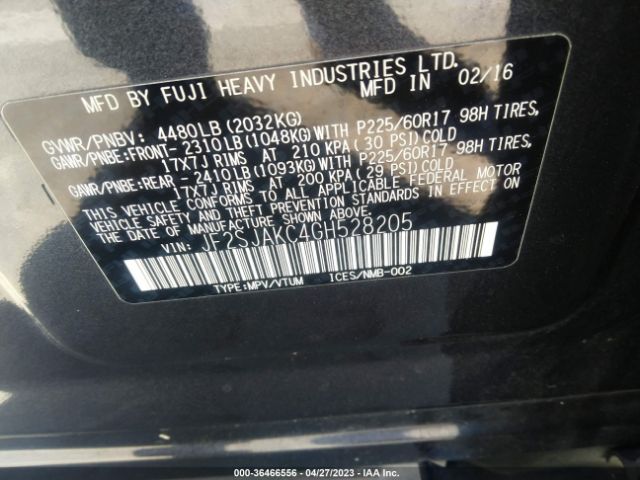 MFD BY FUJI HEAVY INDUSTRIES LTD.
MFD IN 02/16
GVWR/PNBV: 4480LB(2032KG)
GAWR/PNBE:FRONT-2310LB(1048KG)WITH P225/60R17 98H TIRES,
17X7J RIMS AT 210 KPA(30 PSI)COLD
GAWR/PNBE:REAR -2410LB(1093KG)WITH P225/60R17 98H TIRES,
17X7J RIMS AT 200 KPA(29 PSI)COLD
THIS VEHICLE CONFORMS TO ALL APPLICABLE FEDERAL MOTOR
VEHICLE SAFETY AND THEFT PREVENTION STANDARDS IN EFFECT ON
THE DATE OF MANUFACTURE SHOWN ABOVE.
VIN: JF2SJAKC4GH528205
TYPE:MPV/VTUM ICES/NMB-002
230 - 36466556 - 04/27/2023 - IAA Inc.